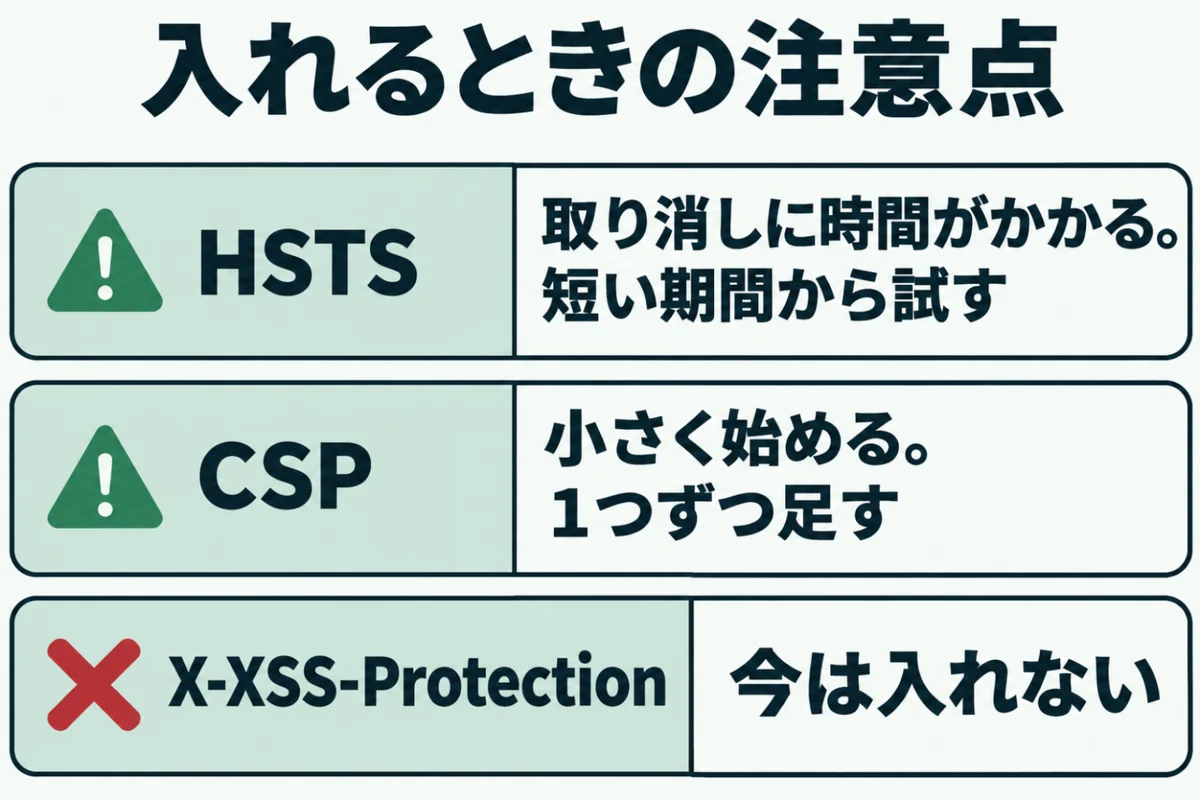 入れるときの注意点
HSTS
取り消しに時間がかかる。
短い期間から試す
CSP
小さく始める。
1つずつ足す
X-XSS-Protection
今は入れない